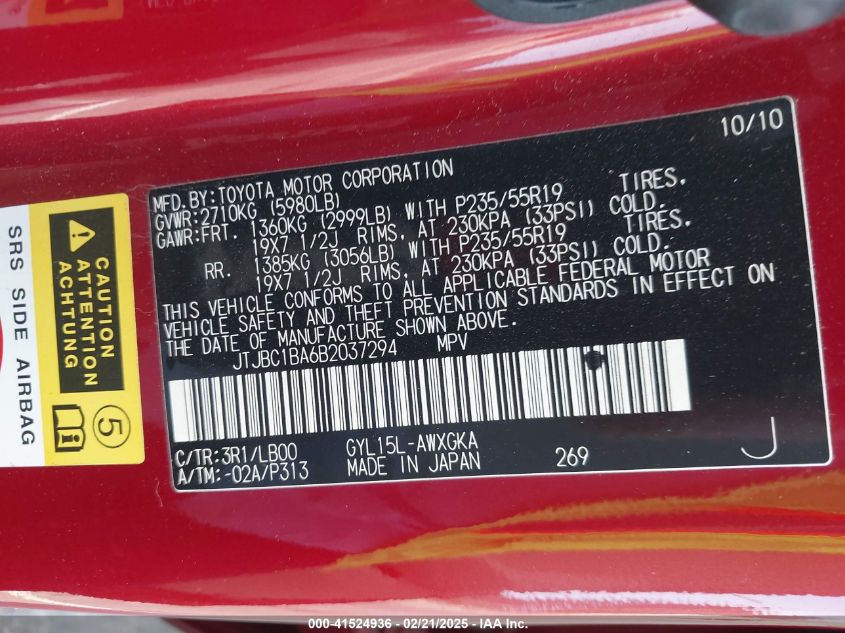 10/10
MFD.BY:TOYOTA MOTOR CORPORATION
GVWR:2710KG (5980LB)
GAWR:FRT. 1360KG (2999LB) WITH P235/55R19 TIRES.
19X7 1/2J RIMS, AT 230KPA (33PSI) COLD.
RR. 1385KG (3056LB) WITH P235/55R19 TIRES.
19X7 1/2J RIMS, AT 230KPA (33PSI) COLD.
THIS VEHICLE CONFORMS TO ALL APPLICABLE FEDERAL MOTOR
VEHICLE SAFETY AND THEFT PREVENTION STANDARDS IN EFFECT ON
THE DATE OF MANUFACTURE SHOWN ABOVE.
JTJBC1BA6B2037294 MPV
C/TR:3R1/LB00 GYL15L-AWXGKA
A/TM:-02A/P313 MADE IN JAPAN 269
J
SRS SIDE AIRBAG
CAUTION
ATTENTION
ACHTUNG
5
000-41524936 - 02/21/2025 - IAA Inc.